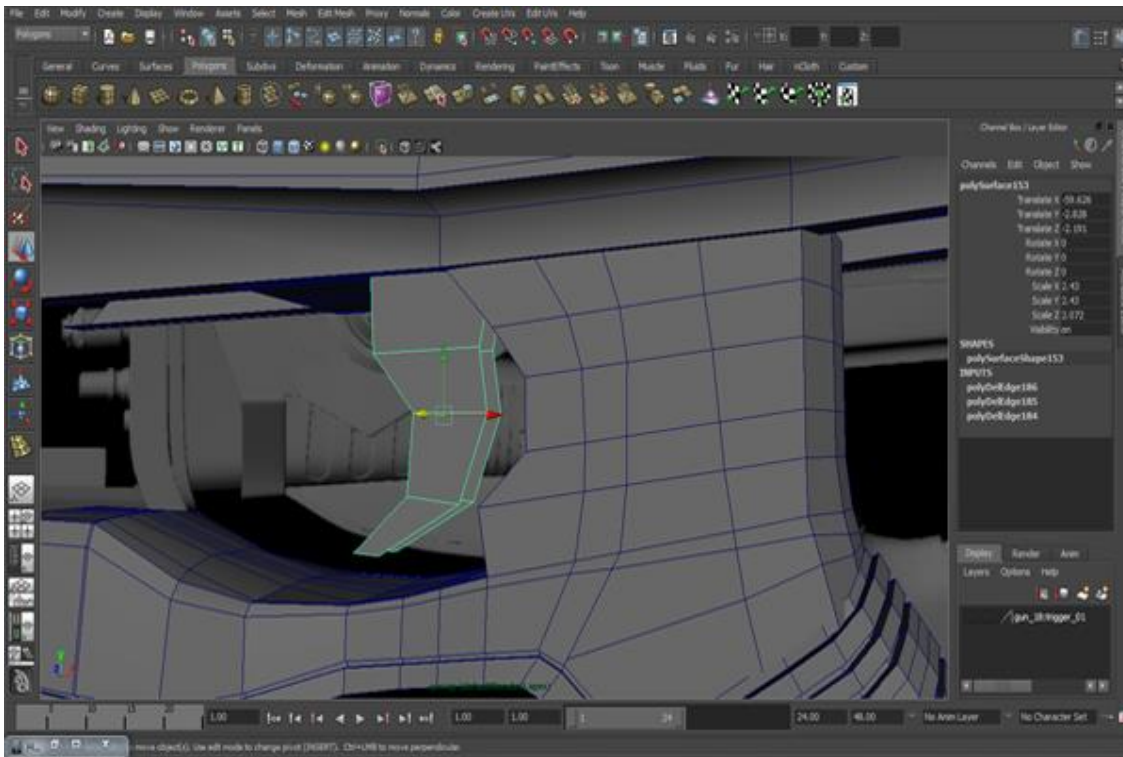 File Edit Modify Create Display Window Assets Select Mesh Edit Mesh Proxy Normals Color Create UVs Edit UVs Help
Polygons X: Y: Z:
General Curves Surfaces Polygons Subdivs Deformation Animation Dynamics Rendering PaintEffects Toon Muscle Fluids Fur Hair nCloth Custom
View Shading Lighting Show Renderer Panels
Channel Box / Layer Editor
Channels Edit Object Show
polySurface153
Translate X -59.626
Translate Y -2.828
Translate Z -2.191
Rotate X 0
Rotate Y 0
Rotate Z 0
Scale X 2.43
Scale Y 2.43
Scale Z 2.072
Visibility on
SHAPES
polySurfaceShape153
INPUTS
polyDelEdge186
polyDelEdge185
polyDelEdge184
Display Render Anim
Layers Options Help
gun_18:trigger_01
5 10 15 20 1.00 1.00 1.00 1 24 24.00 48.00 No Anim Layer No Character Set
move object(s). Use edit mode to change pivot (INSERT). Ctrl+LMB to move perpendicular.